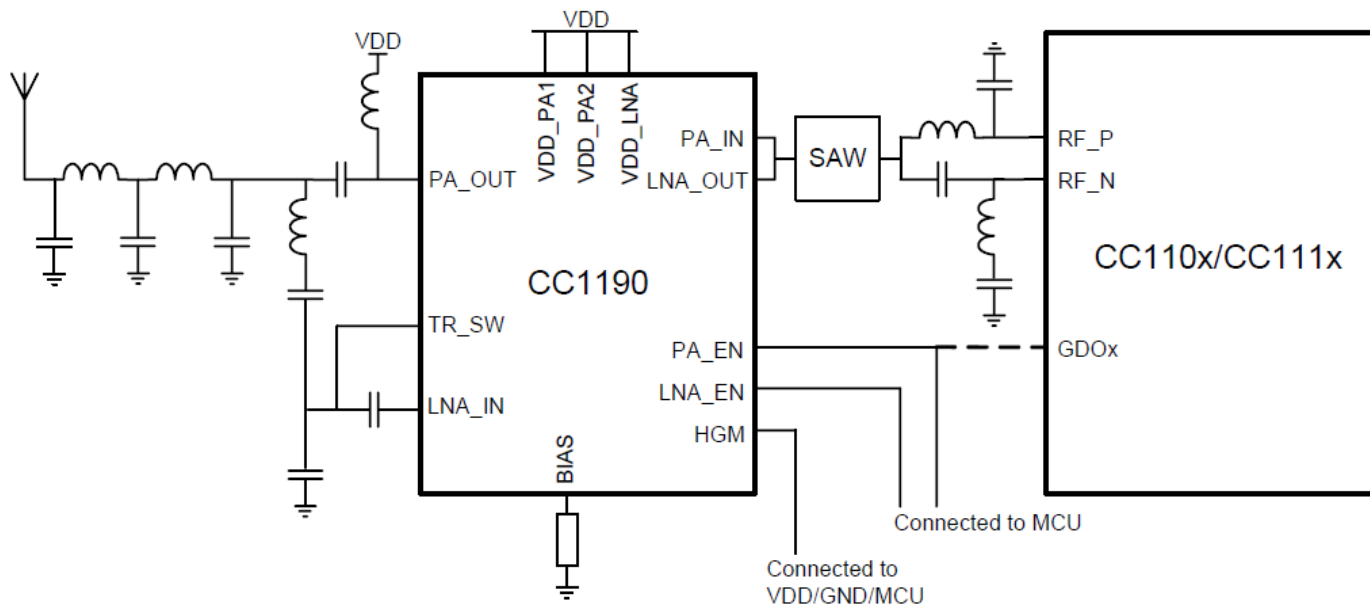 VDD
VDD
VDD_PA1
VDD_PA2
VDD_LNA
PA_IN
LNA_OUT
SAW
RF_P
RF_N
PA_OUT
CC1190
CC110x/CC111x
TR_SW
PA_EN
GDOx
LNA_EN
LNA_IN
HGM
BIAS
Connected to MCU
Connected to
VDD/GND/MCU